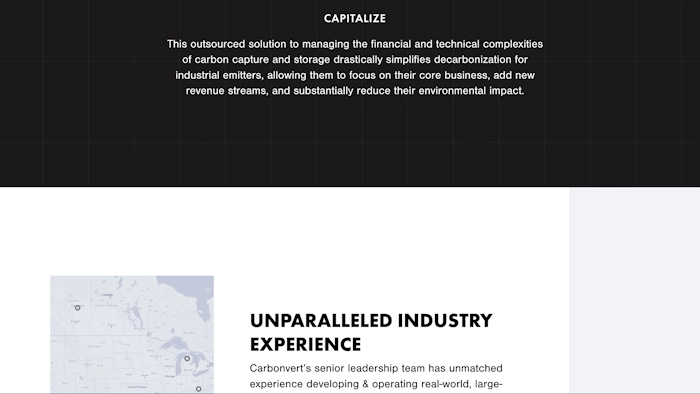 CAPITALIZE
This outsourced solution to managing the financial and technical complexities
of carbon capture and storage drastically simplifies decarbonization for
industrial emitters, allowing them to focus on their core business, add new
revenue streams, and substantially reduce their environmental impact.
UNPARALLELED INDUSTRY
EXPERIENCE
Carbonvert's senior leadership team has unmatched
experience developing & operating real-world, large-